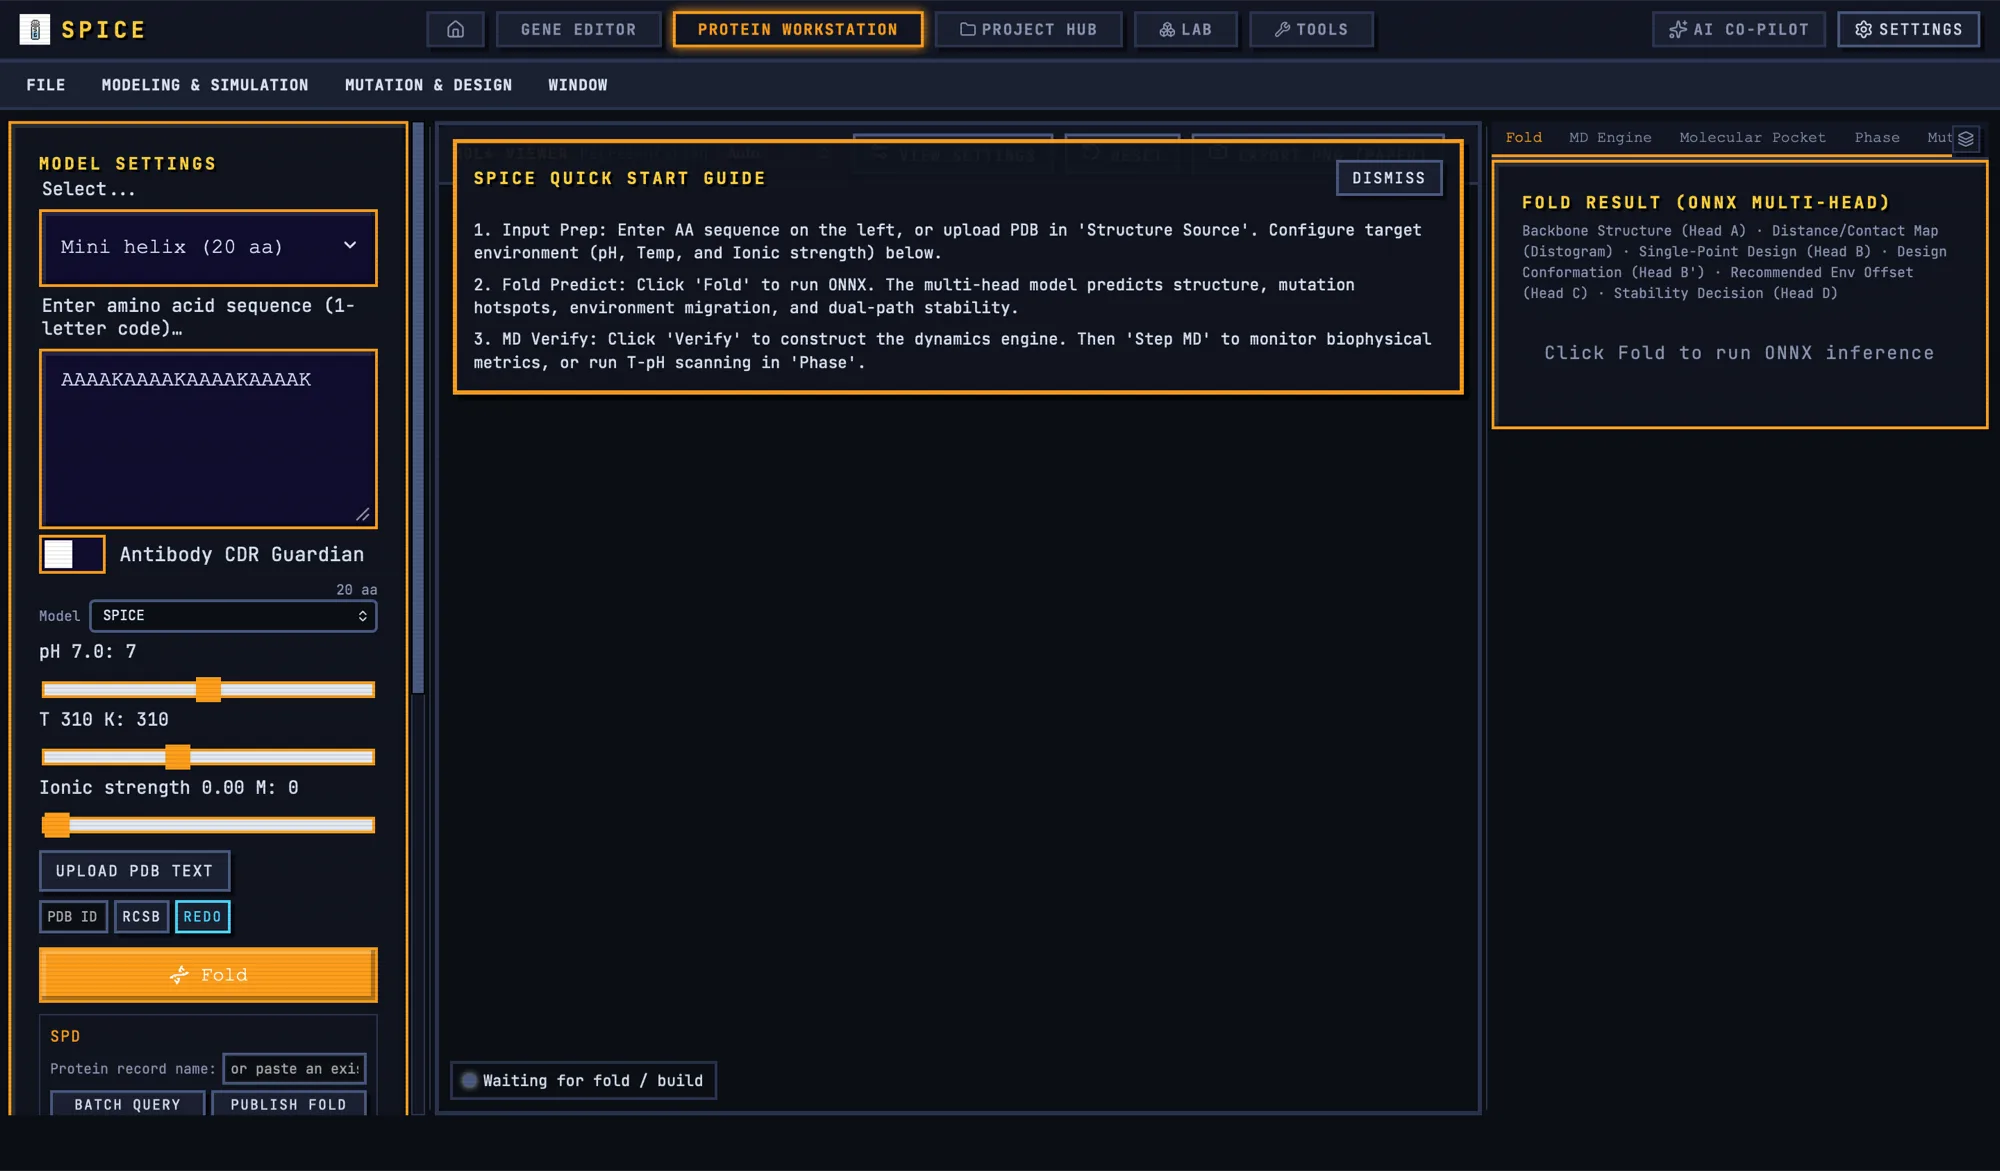 SPICE
GENE EDITOR
PROTEIN WORKSTATION
PROJECT HUB
LAB
TOOLS
AI CO-PILOT
SETTINGS
FILE
MODELING & SIMULATION
MUTATION & DESIGN
WINDOW
MODEL SETTINGS
Select...
Mini helix (20 aa)
Enter amino acid sequence (1-
letter code)…
AAAAKAAAAKAAAAKAAAAK
Antibody CDR Guardian
20 aa
Model
SPICE
pH 7.0: 7
T 310 K: 310
Ionic strength 0.00 M: 0
UPLOAD PDB TEXT
PDB ID
RCSB
REDO
Fold
SPD
Protein record name:
or paste an exi
BATCH QUERY
PUBLISH FOLD
SPICE QUICK START GUIDE
DISMISS
1. Input Prep: Enter AA sequence on the left, or upload PDB in 'Structure Source'. Configure target
environment (pH, Temp, and Ionic strength) below.
2. Fold Predict: Click 'Fold' to run ONNX. The multi-head model predicts structure, mutation
hotspots, environment migration, and dual-path stability.
3. MD Verify: Click 'Verify' to construct the dynamics engine. Then 'Step MD' to monitor biophysical
metrics, or run T-pH scanning in 'Phase'.
Waiting for fold / build
Fold
MD Engine
Molecular Pocket
Phase
Mut
FOLD RESULT (ONNX MULTI-HEAD)
Backbone Structure (Head A) · Distance/Contact Map
(Distogram) · Single-Point Design (Head B) · Design
Conformation (Head B') · Recommended Env Offset
(Head C) · Stability Decision (Head D)
Click Fold to run ONNX inference